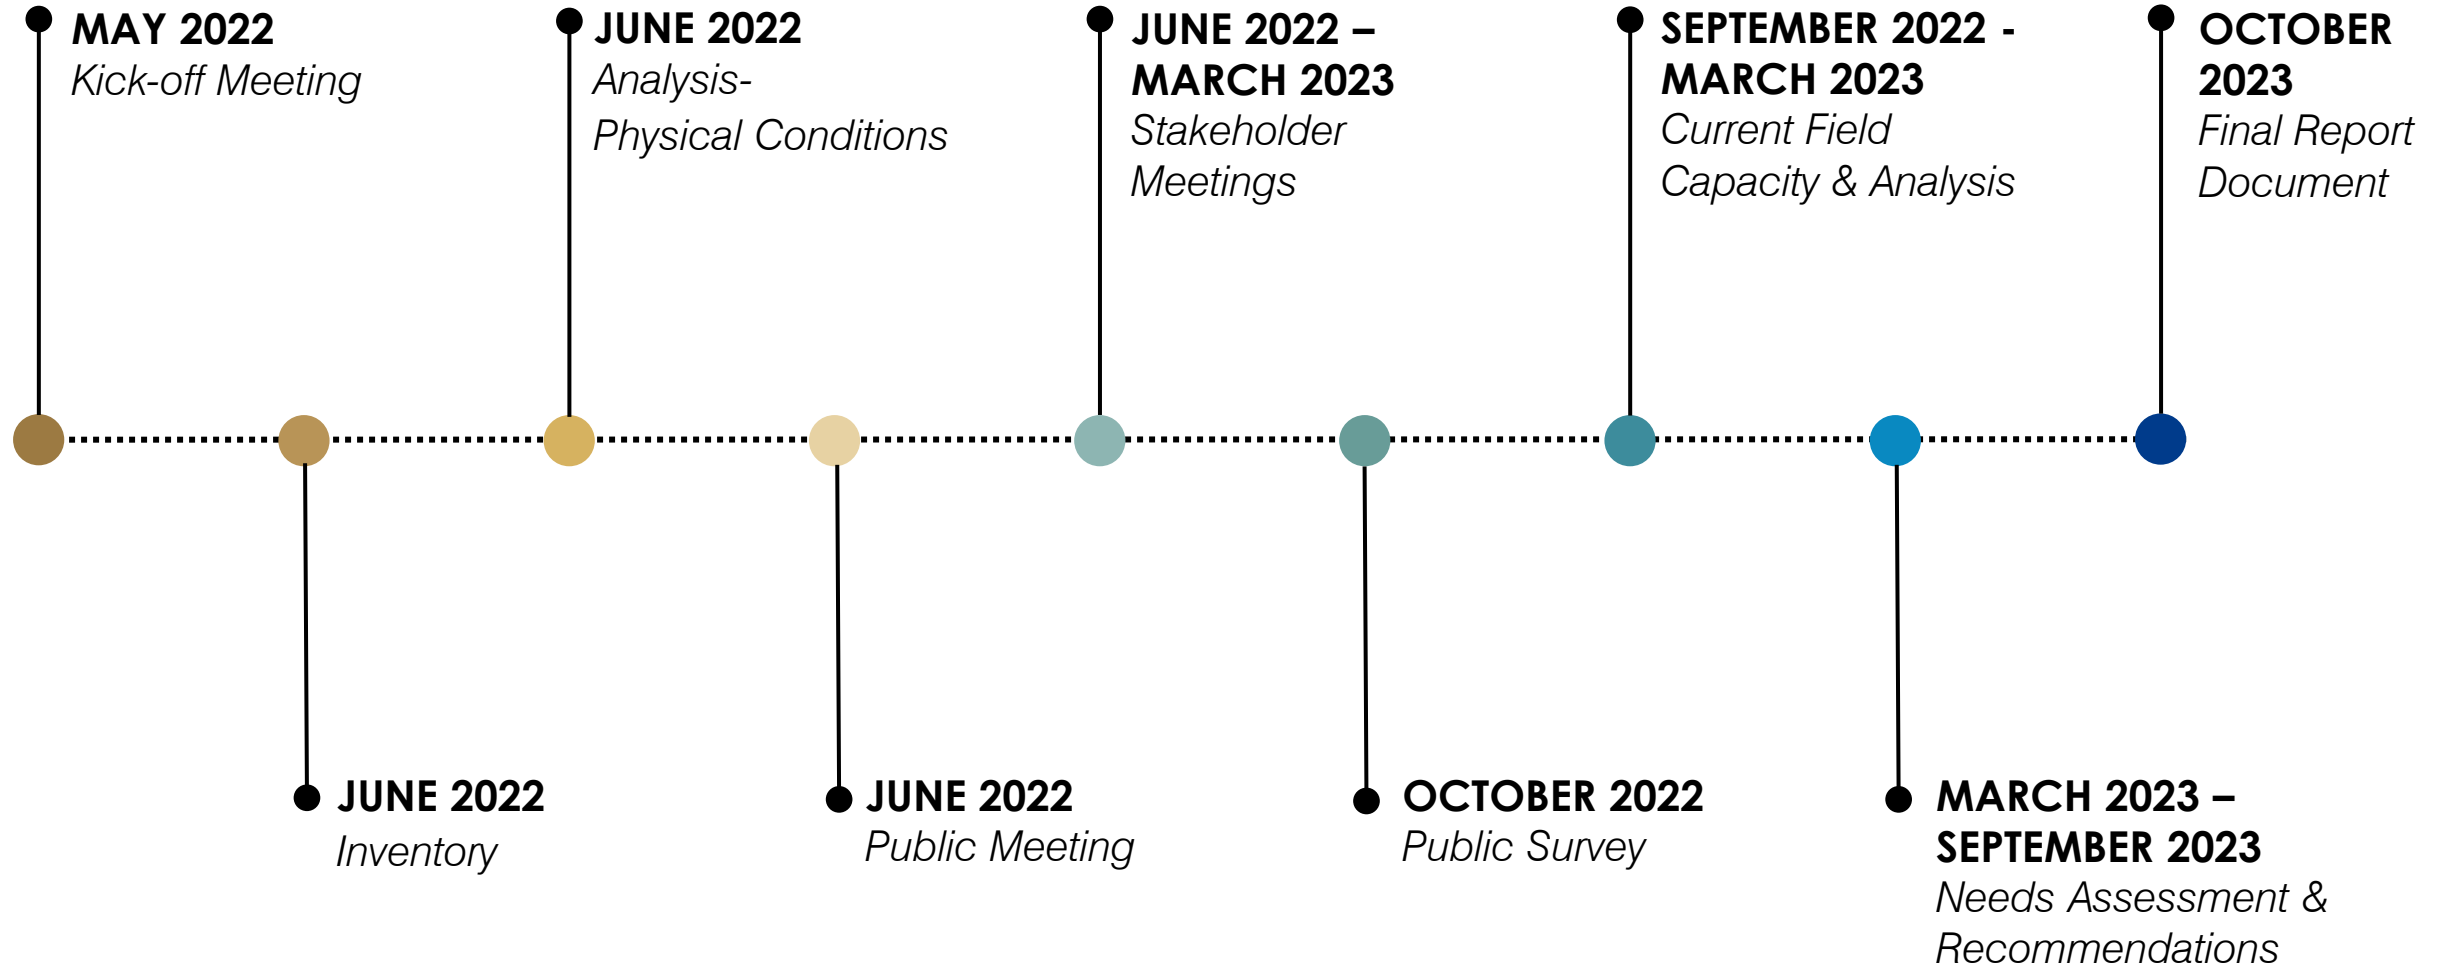 MAY 2022
Kick-off Meeting
JUNE 2022
Inventory
JUNE 2022
Analysis-
Physical Conditions
JUNE 2022
Public Meeting
JUNE 2022 –
MARCH 2023
Stakeholder
Meetings
OCTOBER 2022
Public Survey
SEPTEMBER 2022 -
MARCH 2023
Current Field
Capacity & Analysis
MARCH 2023 –
SEPTEMBER 2023
Needs Assessment &
Recommendations
OCTOBER
2023
Final Report
Document